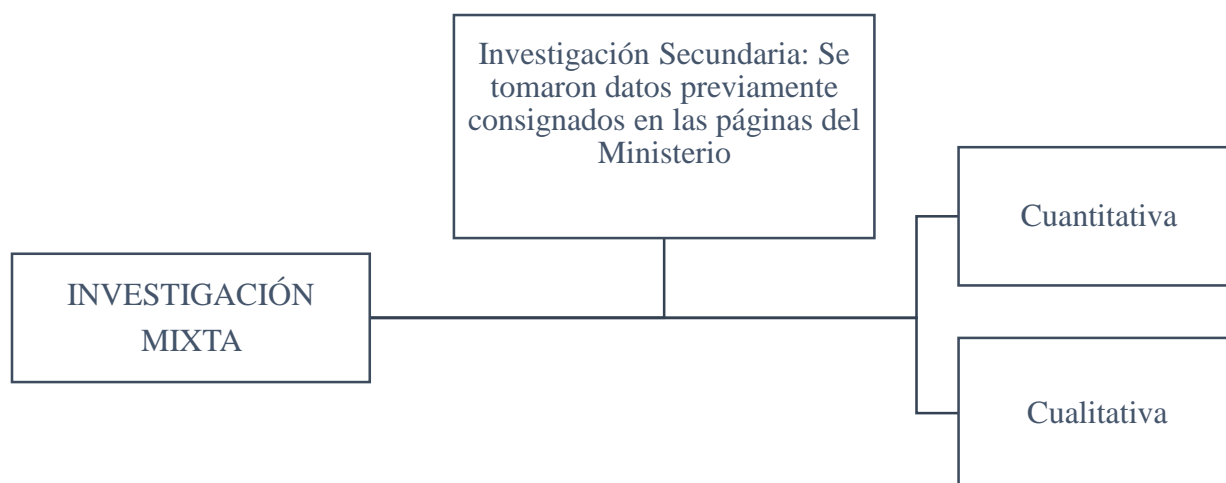 Investigación Secundaria: Se
tomaron datos previamente
consignados en las páginas del
Ministerio
Cuantitativa
INVESTIGACIÓN
MIXTA
Cualitativa